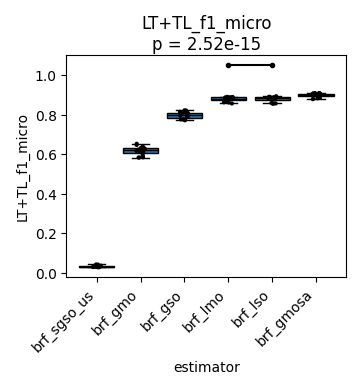 LT+TL_f1_micro
p = 2.52e-15
LT+TL_f1_micro
1.0
0.8
0.6
0.4
0.2
0.0
brf_sgso_us
brf_gmo
brf_gso
brf_lmo
brf_lso
brf_gmosa
estimator